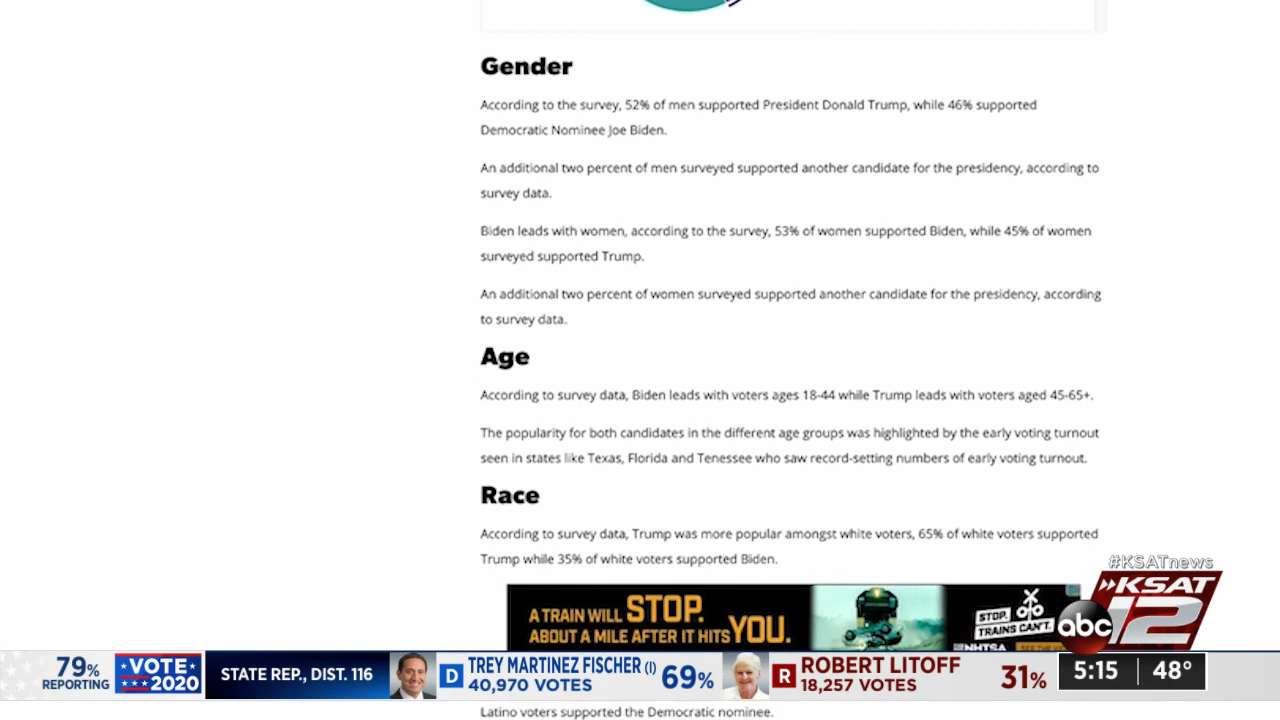 Gender
According to the survey, 52% of men supported President Donald Trump, while 46% supported
Democratic Nominee Joe Biden.
An additional two percent of men surveyed supported another candidate for the presidency, according to
survey data.
Biden leads with women, according to the survey, 53% of women supported Biden, while 45% of women
surveyed supported Trump.
An additional two percent of women surveyed supported another candidate for the presidency, according
to survey data.
Age
According to survey data, Biden leads with voters ages 18-44 while Trump leads with voters aged 45-65+.
The popularity for both candidates in the different age groups was highlighted by the early voting turnout
seen in states like Texas, Florida and Tenessee who saw record-setting numbers of early voting turnout.
Race
According to survey data, Trump was more popular amongst white voters, 65% of white voters supported
Trump while 35% of white voters supported Biden.
#KSATnews
KSAT
12
abc
A TRAIN WILL STOP.
ABOUT A MILE AFTER IT HITS YOU.
STOP.
TRAINS CAN'T.
NHTSA
79%
REPORTING
VOTE
2020
STATE REP., DIST. 116
D TREY MARTINEZ FISCHER (I)
40,970 VOTES
69%
R ROBERT LITOFF
18,257 VOTES
31%
5:15
48°
Latino voters supported the Democratic nominee.